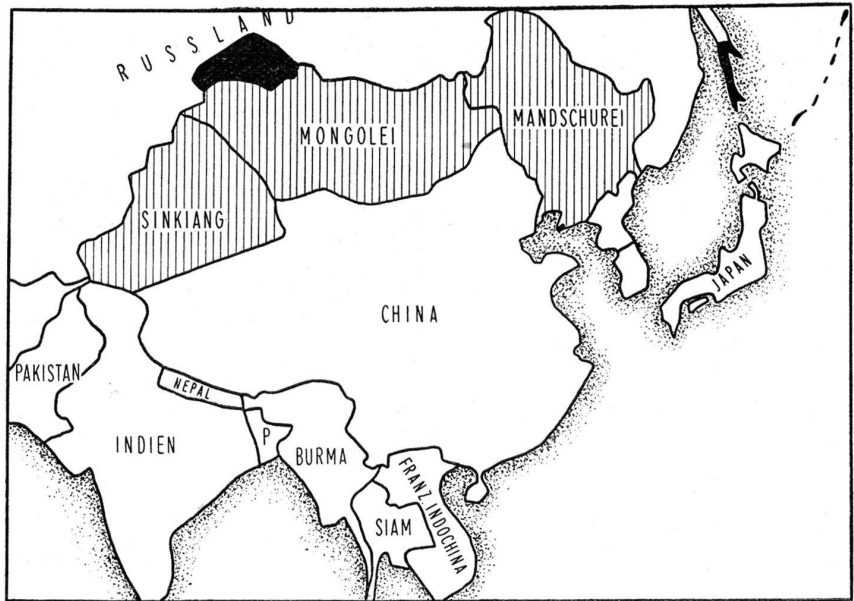 RUSSLAND
MONGOLEI
MANDSCHUREI
SINKIANG
JAPAN
CHINA
PAKISTAN
NEPAL
INDIEN
P
BURMA
FRANZ. INDOCHINA
SIAM